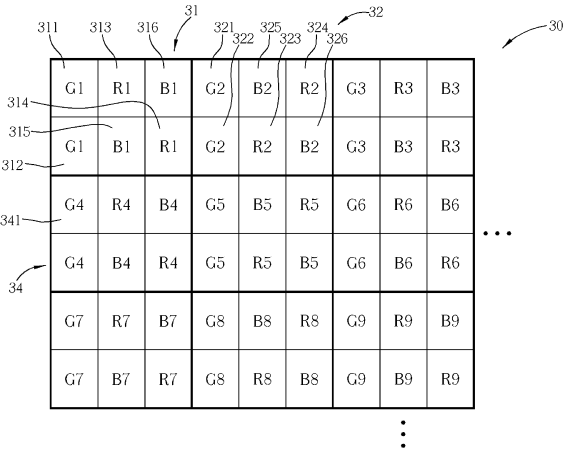 31 32
311 313 316 321 325 324 30
322 323 326
G1 R1 B1 G2 B2 R2 G3 R3 B3
314
315
G1 B1 R1 G2 R2 B2 G3 B3 R3
312
G4 R4 B4 G5 B5 R5 G6 R6 B6
341
...
G4 B4 R4 G5 R5 B5 G6 B6 R6
34
G7 R7 B7 G8 B8 R8 G9 R9 B9
G7 B7 R7 G8 R8 B8 G9 B9 R9